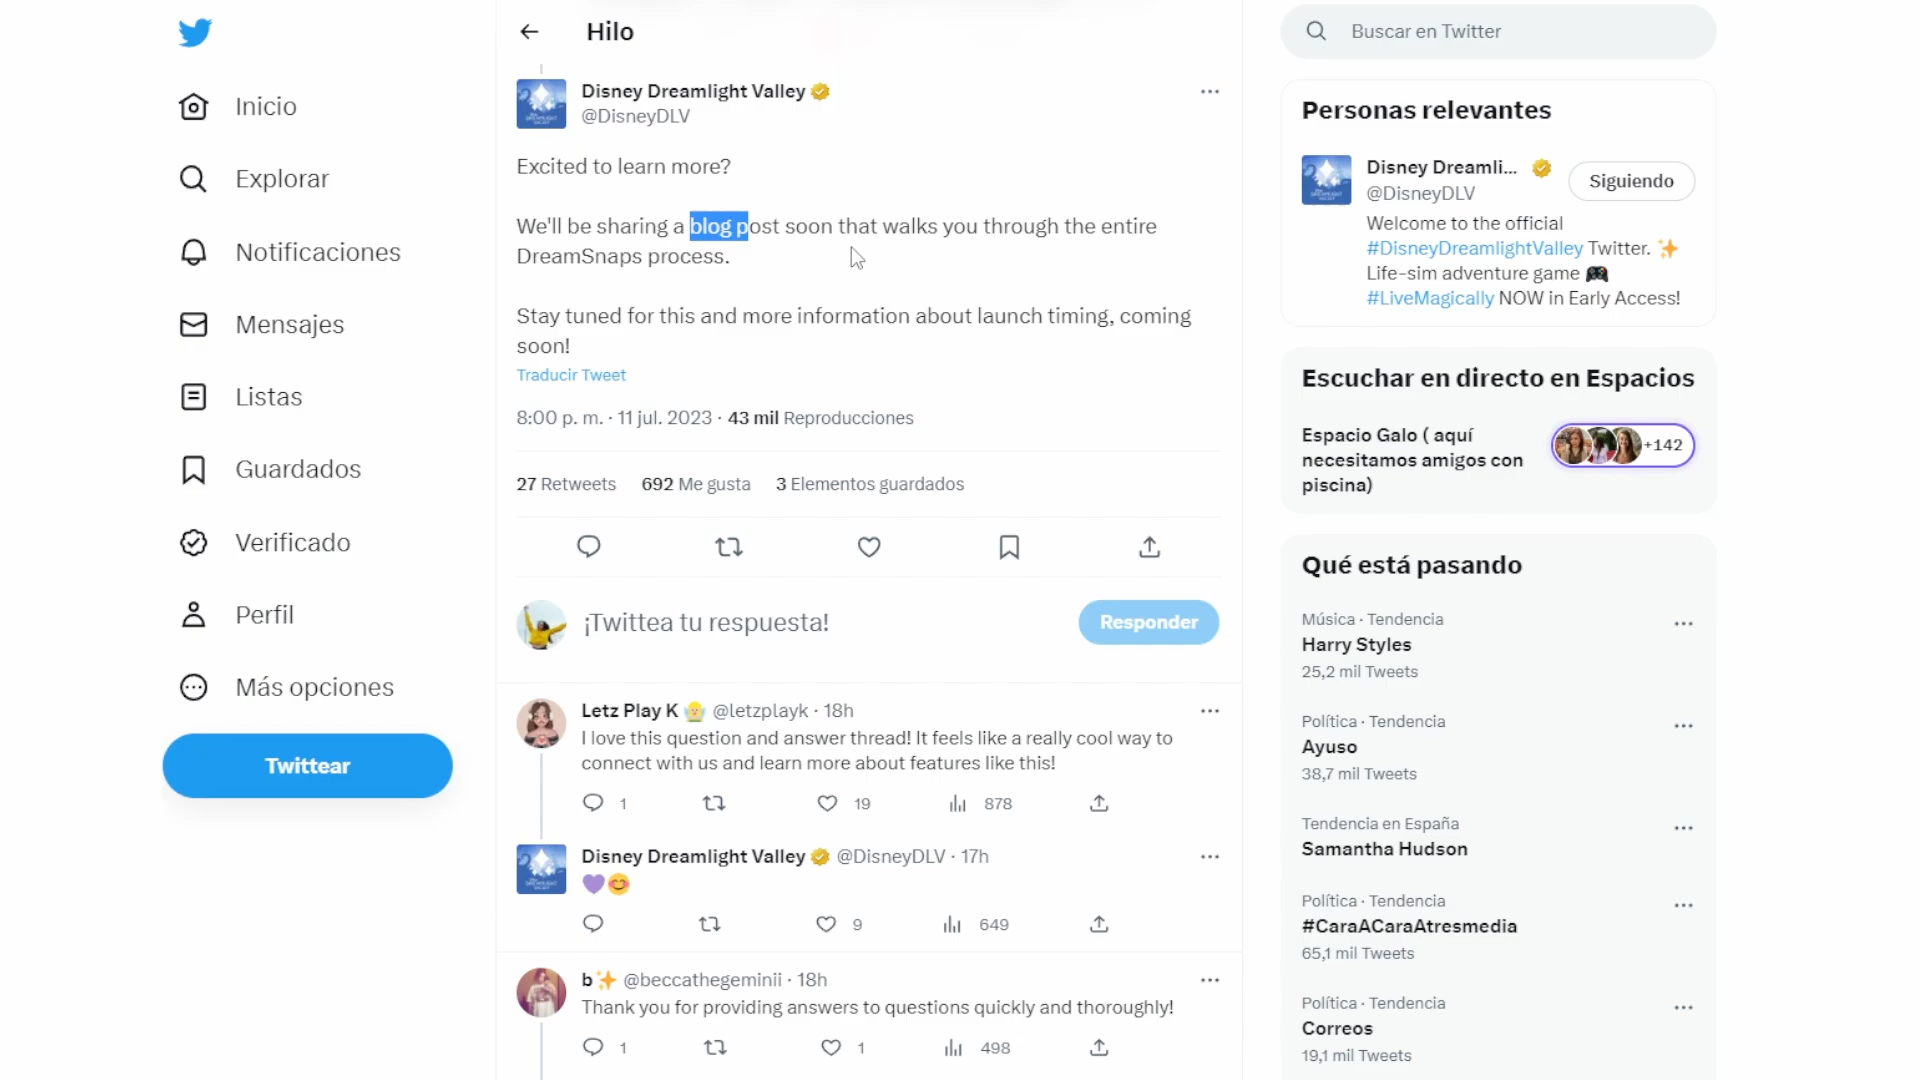 Inicio
Explorar
Notificaciones
Mensajes
Listas
Guardados
Verificado
Perfil
Más opciones
Twittear
Hilo
Disney Dreamlight Valley
@DisneyDLV
Excited to learn more?
We'll be sharing a blog post soon that walks you through the entire
DreamSnaps process.
Stay tuned for this and more information about launch timing, coming
soon!
Traducir Tweet
8:00 p. m. · 11 jul. 2023 · 43 mil Reproducciones
27 Retweets 692 Me gusta 3 Elementos guardados
¡Twittea tu respuesta!
Responder
Letz Play K @letzplayk · 18h
I love this question and answer thread! It feels like a really cool way to
connect with us and learn more about features like this!
1 19 878
Disney Dreamlight Valley @DisneyDLV · 17h
💜😊
9 649
b✨ @beccathegeminii · 18h
Thank you for providing answers to questions quickly and thoroughly!
1 1 498
Buscar en Twitter
Personas relevantes
Disney Dreamli...
@DisneyDLV
Siguiendo
Welcome to the official
#DisneyDreamlightValley Twitter. ✨
Life-sim adventure game 🎮
#LiveMagically NOW in Early Access!
Escuchar en directo en Espacios
Espacio Galo ( aquí
necesitamos amigos con
piscina)
+142
Qué está pasando
Música · Tendencia
Harry Styles
25,2 mil Tweets
Política · Tendencia
Ayuso
38,7 mil Tweets
Tendencia en España
Samantha Hudson
Política · Tendencia
#CaraACaraAtresmedia
65,1 mil Tweets
Política · Tendencia
Correos
19,1 mil Tweets